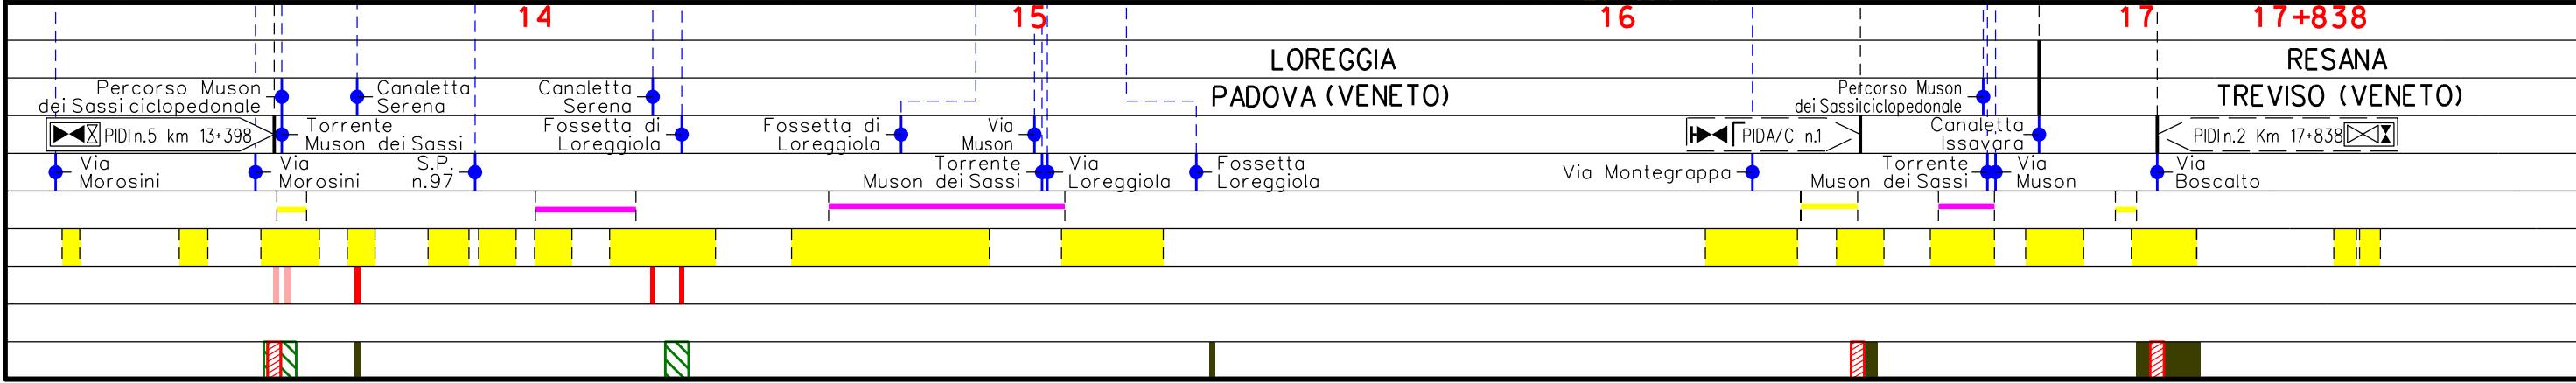 14 15 16 17 17+838
LOREGGIA RESANA
Percorso Muson
dei Sassi ciclopedonale
Canaletta
Serena
Canaletta
Serena
PADOVA (VENETO)
Percorso Muson
dei Sassi ciclopedonale
TREVISO (VENETO)
PIDI n.5 km 13+398
Torrente
Muson dei Sassi
Fossetta di
Loreggiola
Fossetta di
Loreggiola
Via
Muson
PIDA/C n.1
Canaletta
Issavara
PIDI n.2 Km 17+838
Via
Morosini
Via
Morosini
S.P.
n.97
Torrente
Muson dei Sassi
Via
Loreggiola
Fossetta
Loreggiola
Via Montegrappa
Torrente
Muson dei Sassi
Via
Muson
Via
Boscalto